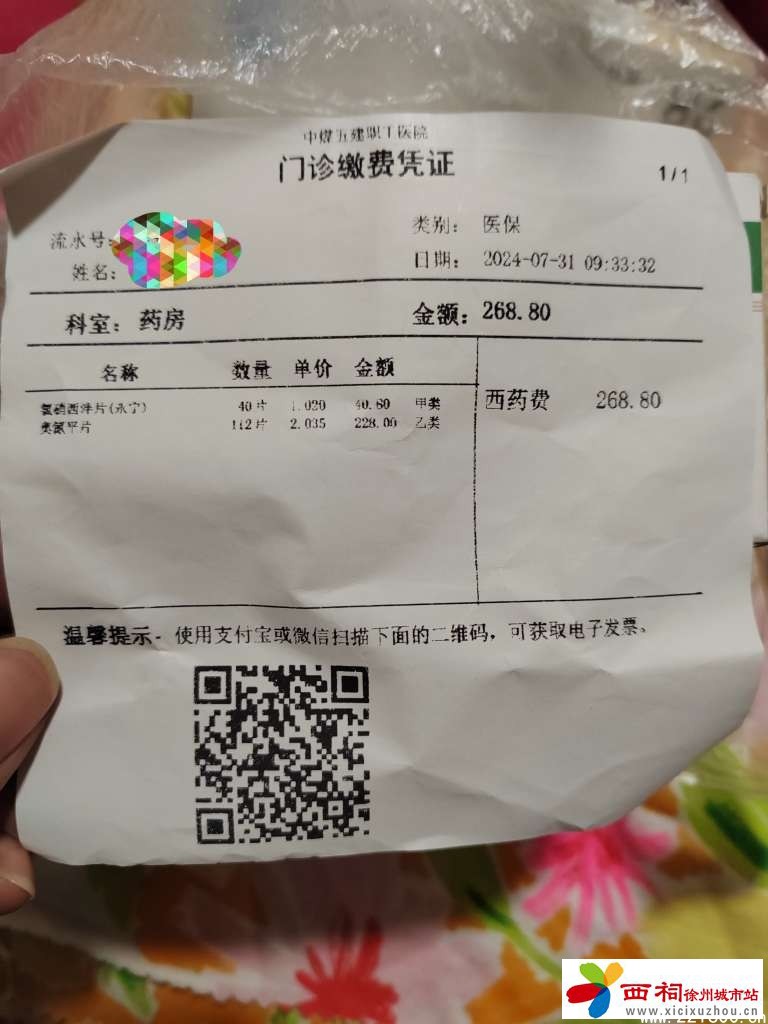 中煤五建职工医院
门诊缴费凭证
1/1
流水号:
类别: 医保
姓名:
日期: 2024-07-31 09:33:32
科室: 药房
金额: 268.80
名称 数量 单价 金额
氯硝西泮片(永宁) 40片 1.020 40.80 甲类
奥氮平片 112片 2.035 228.00 乙类
西药费 268.80
温馨提示- 使用支付宝或微信扫描下面的二维码，可获取电子发票。
西祠徐州城市站
www.xicixuzhou.cn